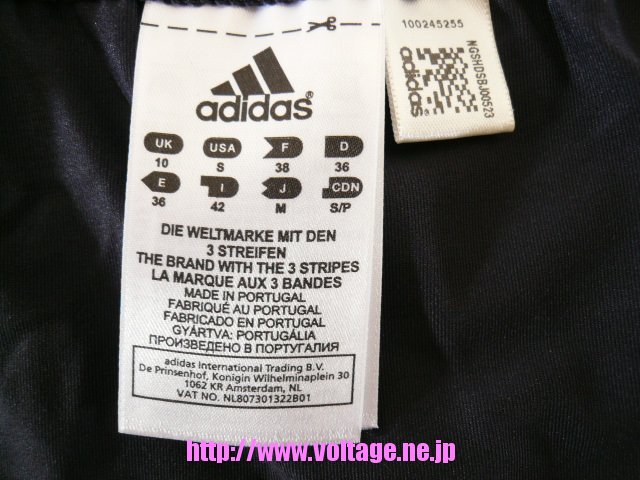 adidas®
UK USA F D
10 S 38 36
E I J CDN
36 42 M S/P
DIE WELTMARKE MIT DEN
3 STREIFEN
THE BRAND WITH THE 3 STRIPES
LA MARQUE AUX 3 BANDES
MADE IN PORTUGAL
FABRIQUÉ AU PORTUGAL
FABRICADO EN PORTUGAL
GYÁRTVA: PORTUGÁLIA
ПРОИЗВЕДЕНО В ПОРТУГАЛИЯ
adidas International Trading B.V.
De Prinsenhof, Konigin Wilhelminaplein 30
1062 KR Amsterdam, NL
VAT NO. NL807301322B01
100245255
adidas
NGSHDSBJ00523
http://www.voltage.ne.jp